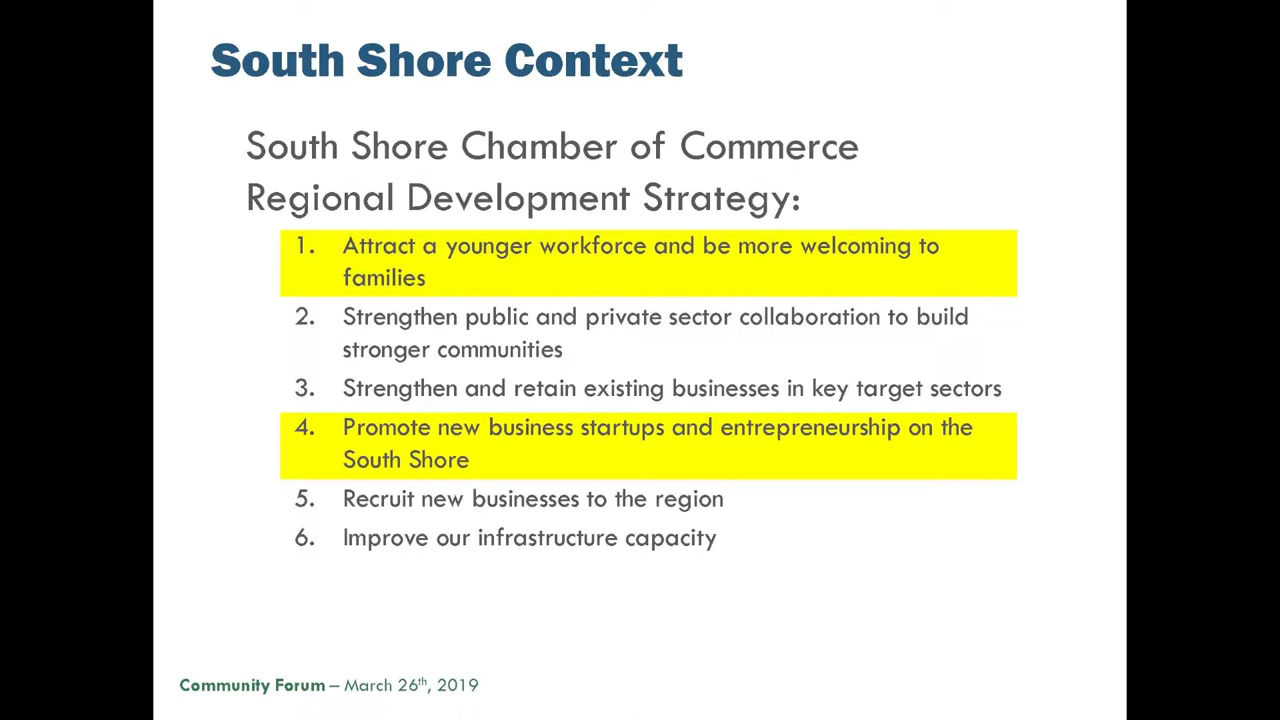 South Shore Context
South Shore Chamber of Commerce
Regional Development Strategy:
1. Attract a younger workforce and be more welcoming to
families
2. Strengthen public and private sector collaboration to build
stronger communities
3. Strengthen and retain existing businesses in key target sectors
4. Promote new business startups and entrepreneurship on the
South Shore
5. Recruit new businesses to the region
6. Improve our infrastructure capacity
Community Forum – March 26th, 2019